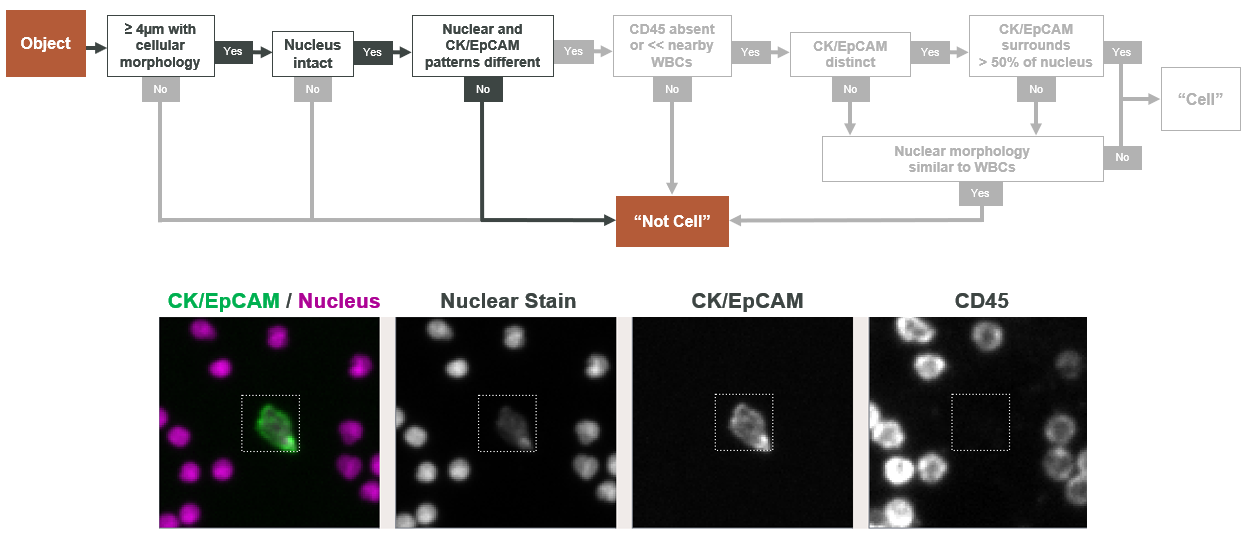 Object
≥ 4µm with
cellular
morphology
Yes
No
Nucleus
intact
Yes
No
Nuclear and
CK/EpCAM
patterns different
Yes
No
CD45 absent
or << nearby
WBCs
Yes
No
CK/EpCAM
distinct
Yes
No
CK/EpCAM
surrounds
> 50% of nucleus
Yes
No
“Cell”
Nuclear morphology
similar to WBCs
No
Yes
“Not Cell”
CK/EpCAM / Nucleus
Nuclear Stain
CK/EpCAM
CD45